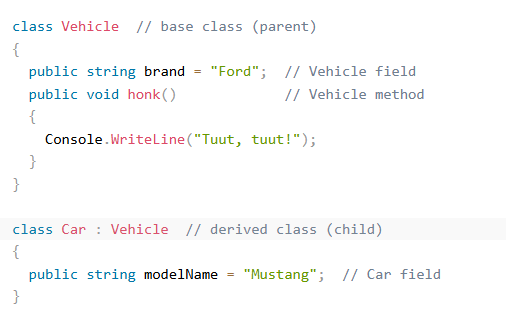 class Vehicle  // base class (parent)
{
  public string brand = "Ford";  // Vehicle field
  public void honk()             // Vehicle method
  {
    Console.WriteLine("Tuut, tuut!");
  }
}

class Car : Vehicle  // derived class (child)
{
  public string modelName = "Mustang";  // Car field
}